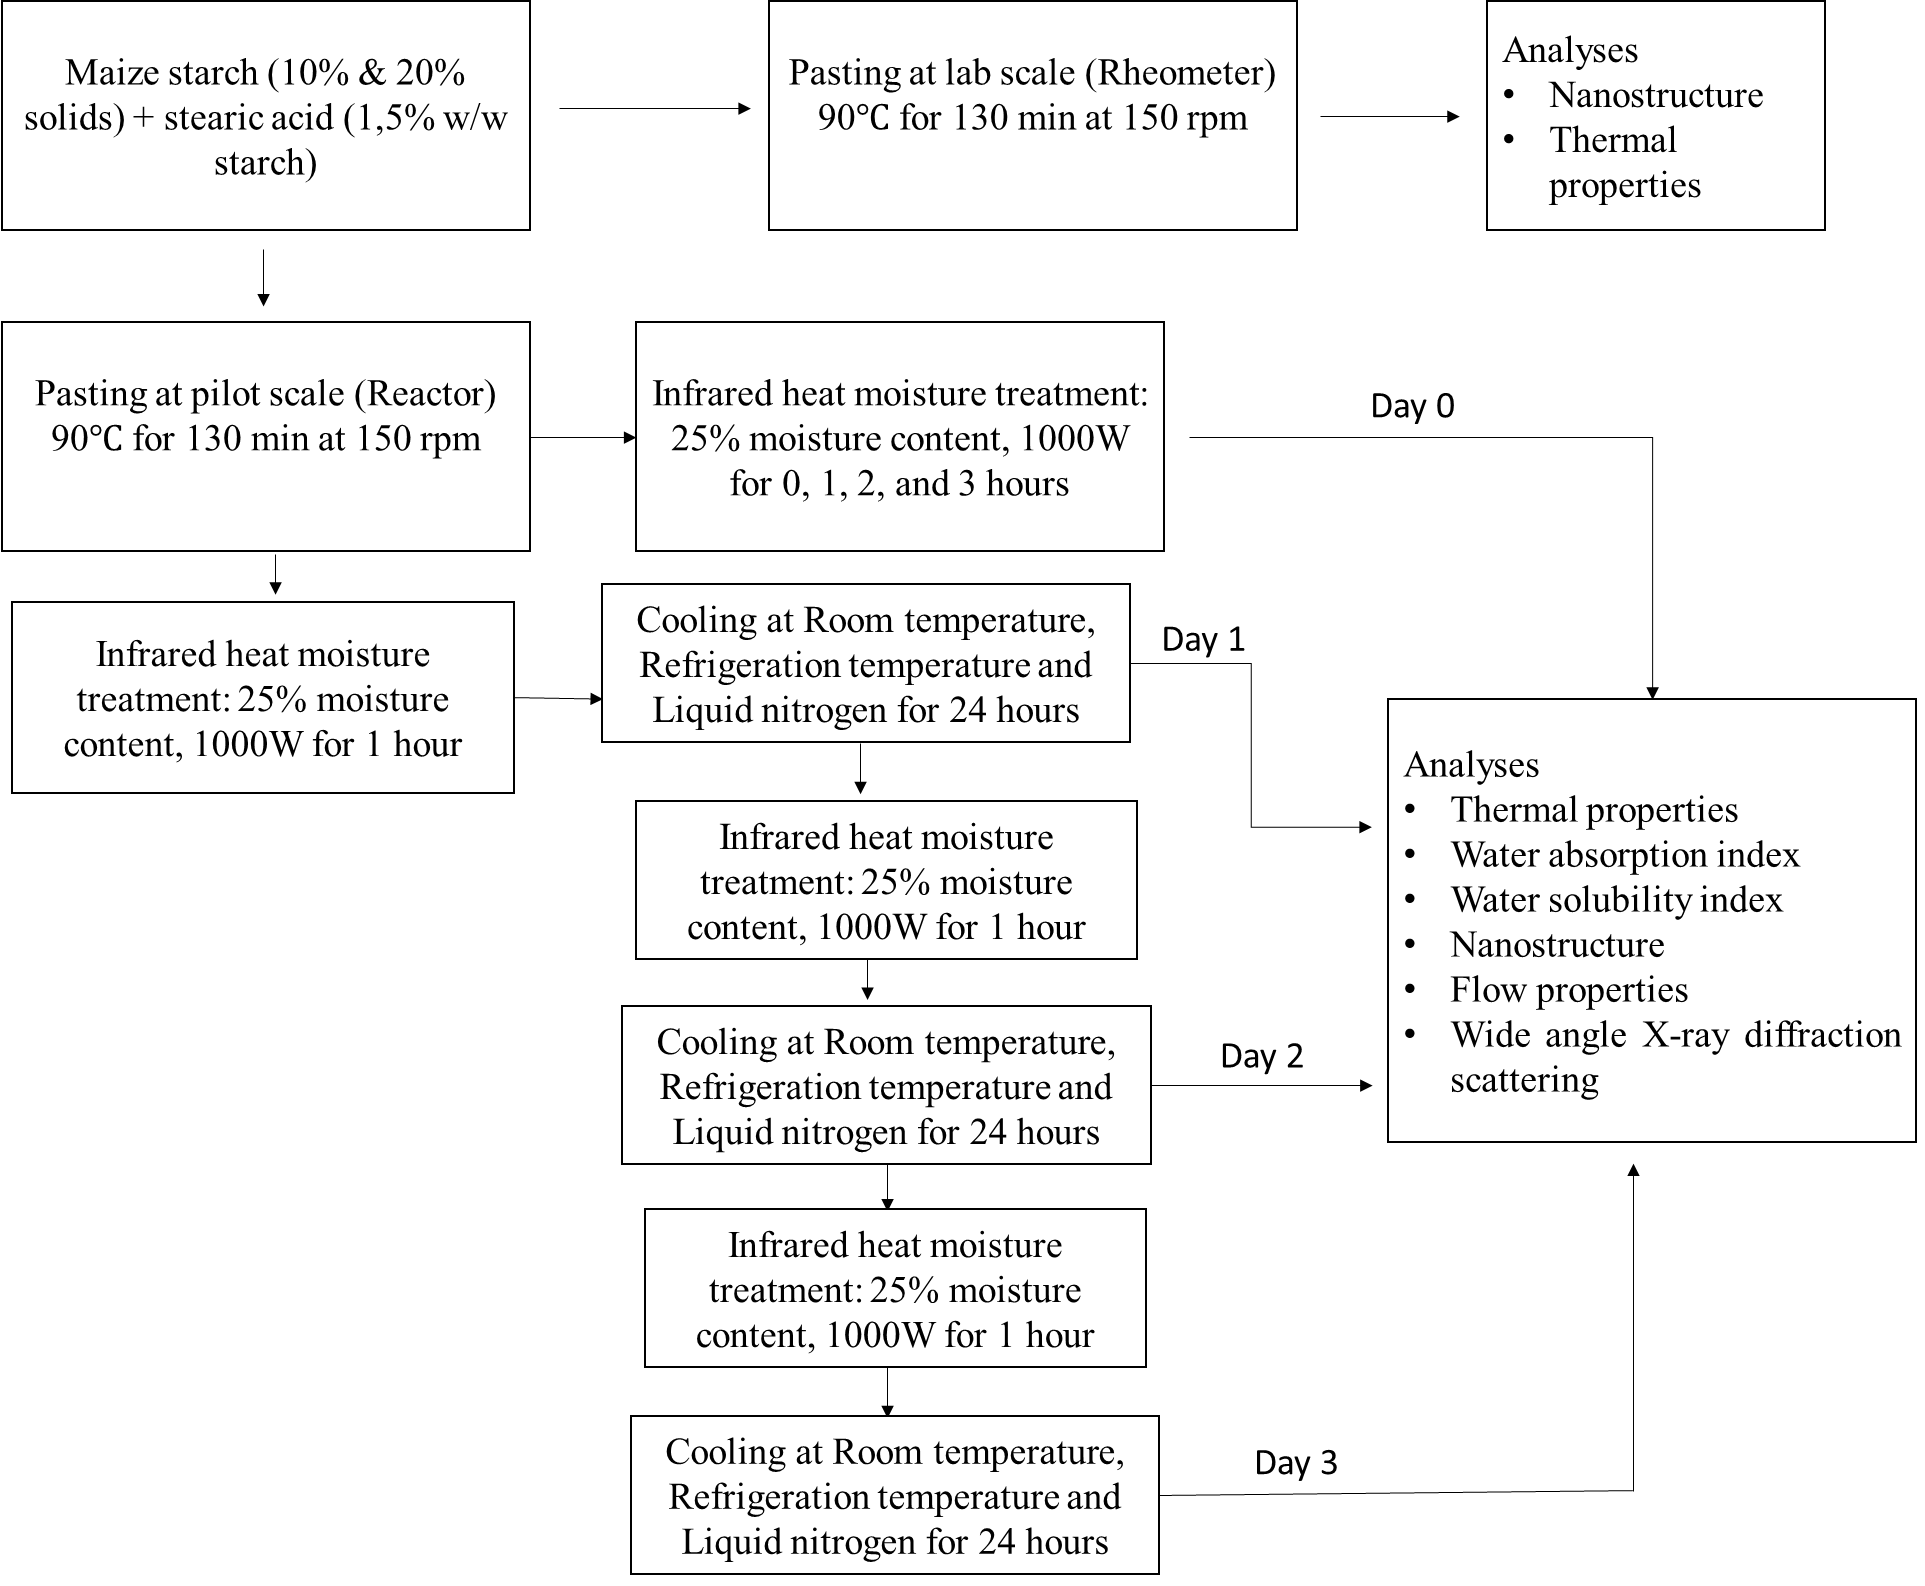 Maize starch (10% & 20%
solids) + stearic acid (1,5% w/w
starch)
Pasting at lab scale (Rheometer)
90℃ for 130 min at 150 rpm
Analyses
• Nanostructure
• Thermal
properties
Pasting at pilot scale (Reactor)
90℃ for 130 min at 150 rpm
Infrared heat moisture treatment:
25% moisture content, 1000W
for 0, 1, 2, and 3 hours
Day 0
Infrared heat moisture
treatment: 25% moisture
content, 1000W for 1 hour
Cooling at Room temperature,
Refrigeration temperature and
Liquid nitrogen for 24 hours
Day 1
Infrared heat moisture
treatment: 25% moisture
content, 1000W for 1 hour
Cooling at Room temperature,
Refrigeration temperature and
Liquid nitrogen for 24 hours
Day 2
Analyses
• Thermal properties
• Water absorption index
• Water solubility index
• Nanostructure
• Flow properties
• Wide angle X-ray diffraction
scattering
Infrared heat moisture
treatment: 25% moisture
content, 1000W for 1 hour
Cooling at Room temperature,
Refrigeration temperature and
Liquid nitrogen for 24 hours
Day 3